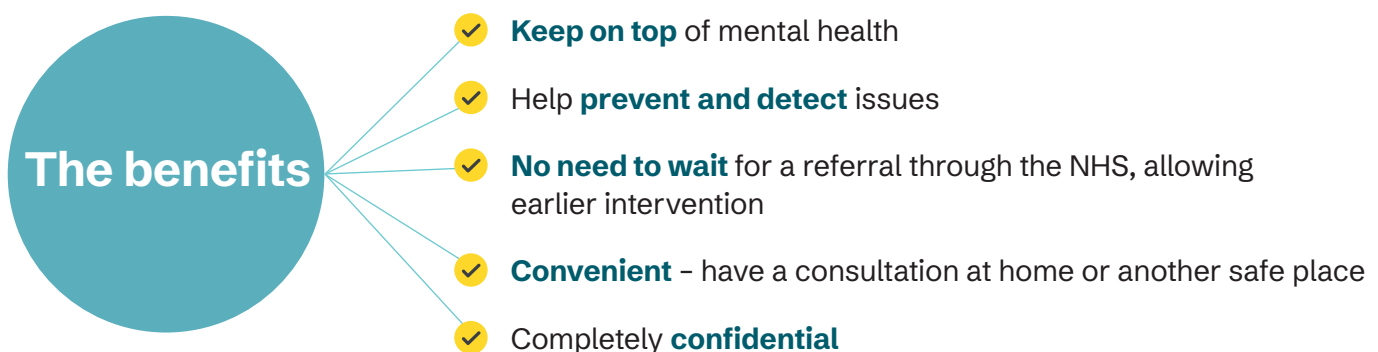 The benefits
Keep on top of mental health
Help prevent and detect issues
No need to wait for a referral through the NHS, allowing
earlier intervention
Convenient – have a consultation at home or another safe place
Completely confidential